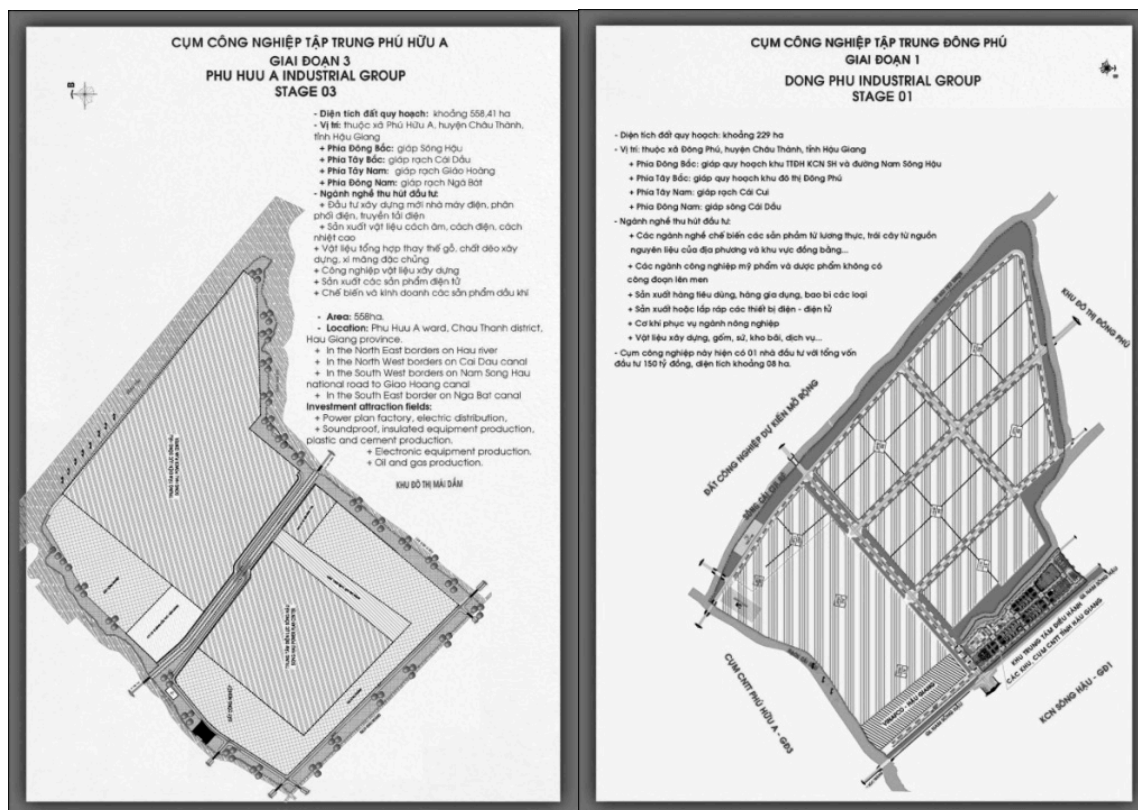 CỤM CÔNG NGHIỆP TẬP TRUNG PHÚ HỮU A
GIAI ĐOẠN 3
PHU HUU A INDUSTRIAL GROUP
STAGE 03
- Diện tích đất quy hoạch: khoảng 558,41 ha
- Vị trí: thuộc xã Phú Hữu A, huyện Châu Thành,
tỉnh Hậu Giang
+ Phía Đông Bắc: giáp Sông Hậu
+ Phía Tây Bắc: giáp rạch Cái Dầu
+ Phía Tây Nam: giáp rạch Giáo Hoàng
+ Phía Đông Nam: giáp rạch Ngã Bát
- Ngành nghề thu hút đầu tư:
+ Đầu tư xây dựng mới nhà máy điện, phân
phối điện, truyền tải điện
+ Sản xuất vật liệu cách âm, cách điện, cách
nhiệt cao
+ Vật liệu tổng hợp thay thế gỗ, chất dẻo xây
dựng, xi măng đặc chủng
+ Công nghiệp vật liệu xây dựng
+ Sản xuất các sản phẩm điện tử
+ Chế biến và kinh doanh các sản phẩm dầu khí
- Area: 558ha.
- Location: Phu Huu A ward, Chau Thanh district,
Hau Giang province.
+ In the North East borders on Hau river
+ In the North West borders on Cai Dau canal
+ In the South West borders on Nam Song Hau
national road to Giao Hoang canal
+ In the South East border on Nga Bat canal
Investment attraction fields:
+ Power plan factory, electric distribution,
+ Soundproof, insulated equipment production,
plastic and cement production.
+ Electronic equipment production.
+ Oil and gas production.
KHU ĐÔ THỊ MÁI DẦM
CỤM CÔNG NGHIỆP TẬP TRUNG ĐÔNG PHÚ
GIAI ĐOẠN 1
DONG PHU INDUSTRIAL GROUP
STAGE 01
- Diện tích đất quy hoạch: khoảng 229 ha
- Vị trí: thuộc xã Đông Phú, huyện Châu Thành, tỉnh Hậu Giang
+ Phía Đông Bắc: giáp quy hoạch khu TTĐH KCN SH và đường Nam Sông Hậu
+ Phía Tây Bắc: giáp quy hoạch khu đô thị Đông Phú
+ Phía Tây Nam: giáp rạch Cái Cui
+ Phía Đông Nam: giáp sông Cái Dầu
- Ngành nghề thu hút đầu tư:
+ Các ngành nghề chế biến các sản phẩm từ lương thực, trái cây từ nguồn
nguyên liệu của địa phương và khu vực đồng bằng...
+ Các ngành công nghiệp mỹ phẩm và dược phẩm không có
công đoạn lên men
+ Sản xuất hàng tiêu dùng, hàng gia dụng, bao bì các loại
+ Sản xuất hoặc lắp ráp các thiết bị điện - điện tử
+ Cơ khí phục vụ ngành nông nghiệp
+ Vật liệu xây dựng, gốm, sứ, kho bãi, dịch vụ...
- Cụm công nghiệp này hiện có 01 nhà đầu tư với tổng vốn
đầu tư 150 tỷ đồng, diện tích khoảng 08 ha.
KHU ĐÔ THỊ ĐÔNG PHÚ
ĐẤT CÔNG NGHIỆP DỰ KIẾN MỞ RỘNG
CỤM CNTT PHÚ HỮU A - GĐ3
VINAFCO - HẬU GIANG
KHU TRUNG TÂM ĐIỀU HÀNH
CÁC KHU, CỤM CNTT TỈNH HẬU GIANG
KCN SÔNG HẬU - GĐ1